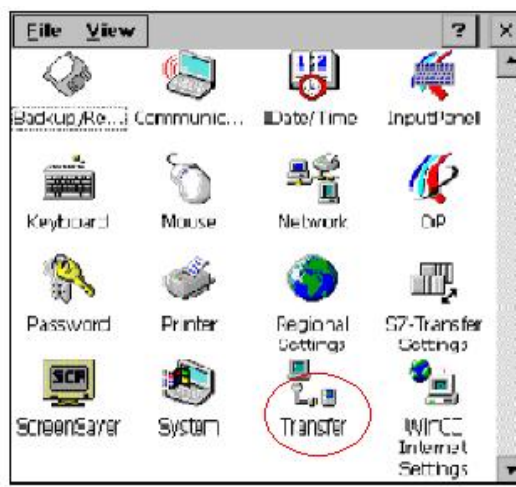 File View ? ×
Backup/Re... Communic... Date/Time InputPanel
Keyboard Mouse Network OP
Password Printer Regional Settings S7-Transfer Settings
SCR
ScreenSaver System Transfer WinCC Internet Settings